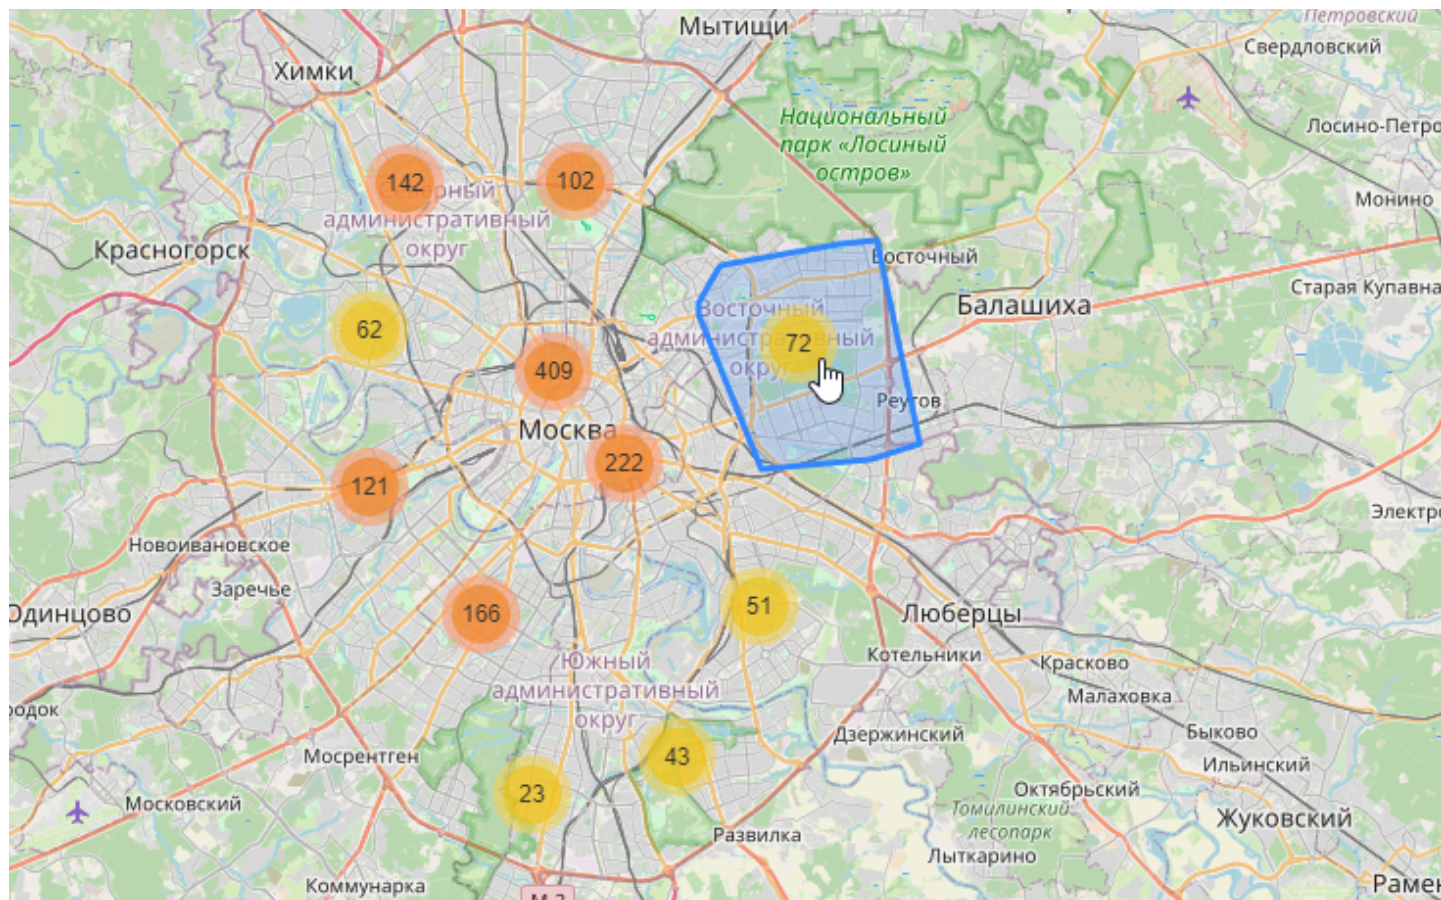 Мытищи
Петровский
Свердловский
Химки
Национальный
парк «Лосиный
остров»
Лосино-Петро
142
102
Монино
административный
округ
Красногорск
Восточный
Балашиха
Старая Купавна
62
Восточный
административный
округ
72
409
Реутов
Москва
222
121
Электро
Новоивановское
Заречье
Одинцово
166
51
Люберцы
Котельники
Красково
Южный
административный
округ
Малаховка
родок
Дзержинский
Быково
Мосрентген
43
Ильинский
23
Октябрьский
Московский
Томилинский
лесопарк
Жуковский
Развилка
Лыткарино
Коммунарка
Рамен